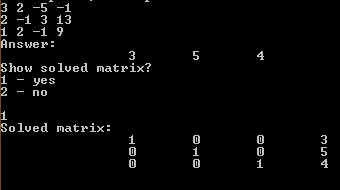 3 2 -5 -1
2 -1 3 13
1 2 -1 9
Answer:
3 5 4
Show solved matrix?
1 - yes
2 - no
1
Solved matrix:
1 0 0 3
0 1 0 5
0 0 1 4